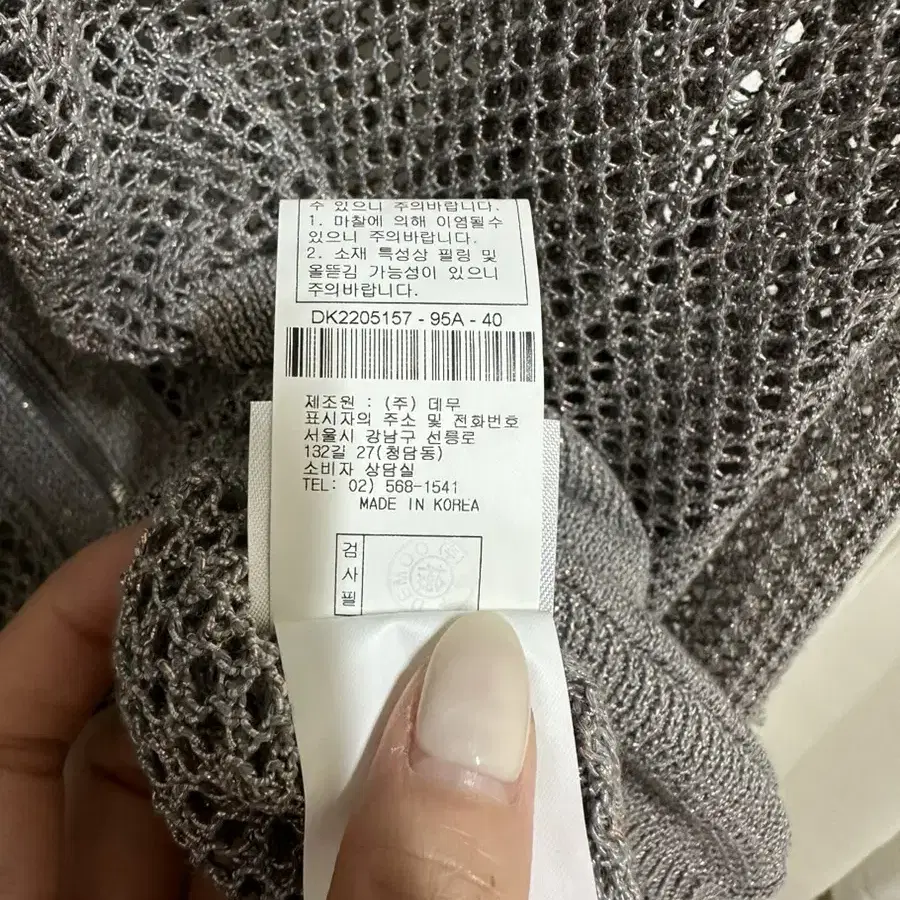 수 있으니 주의바랍니다.
1. 마찰에 의해 이염될수
있으니 주의바랍니다.
2. 소재 특성상 필링 및
올뜯김 가능성이 있으니
주의바랍니다.
DK2205157 - 95A - 40
제조원 : (주) 데무
표시자의 주소 및 전화번호
서울시 강남구 선릉로
132길 27(청담동)
소비자 상담실
TEL: 02) 568-1541
MADE IN KOREA
검
사
필